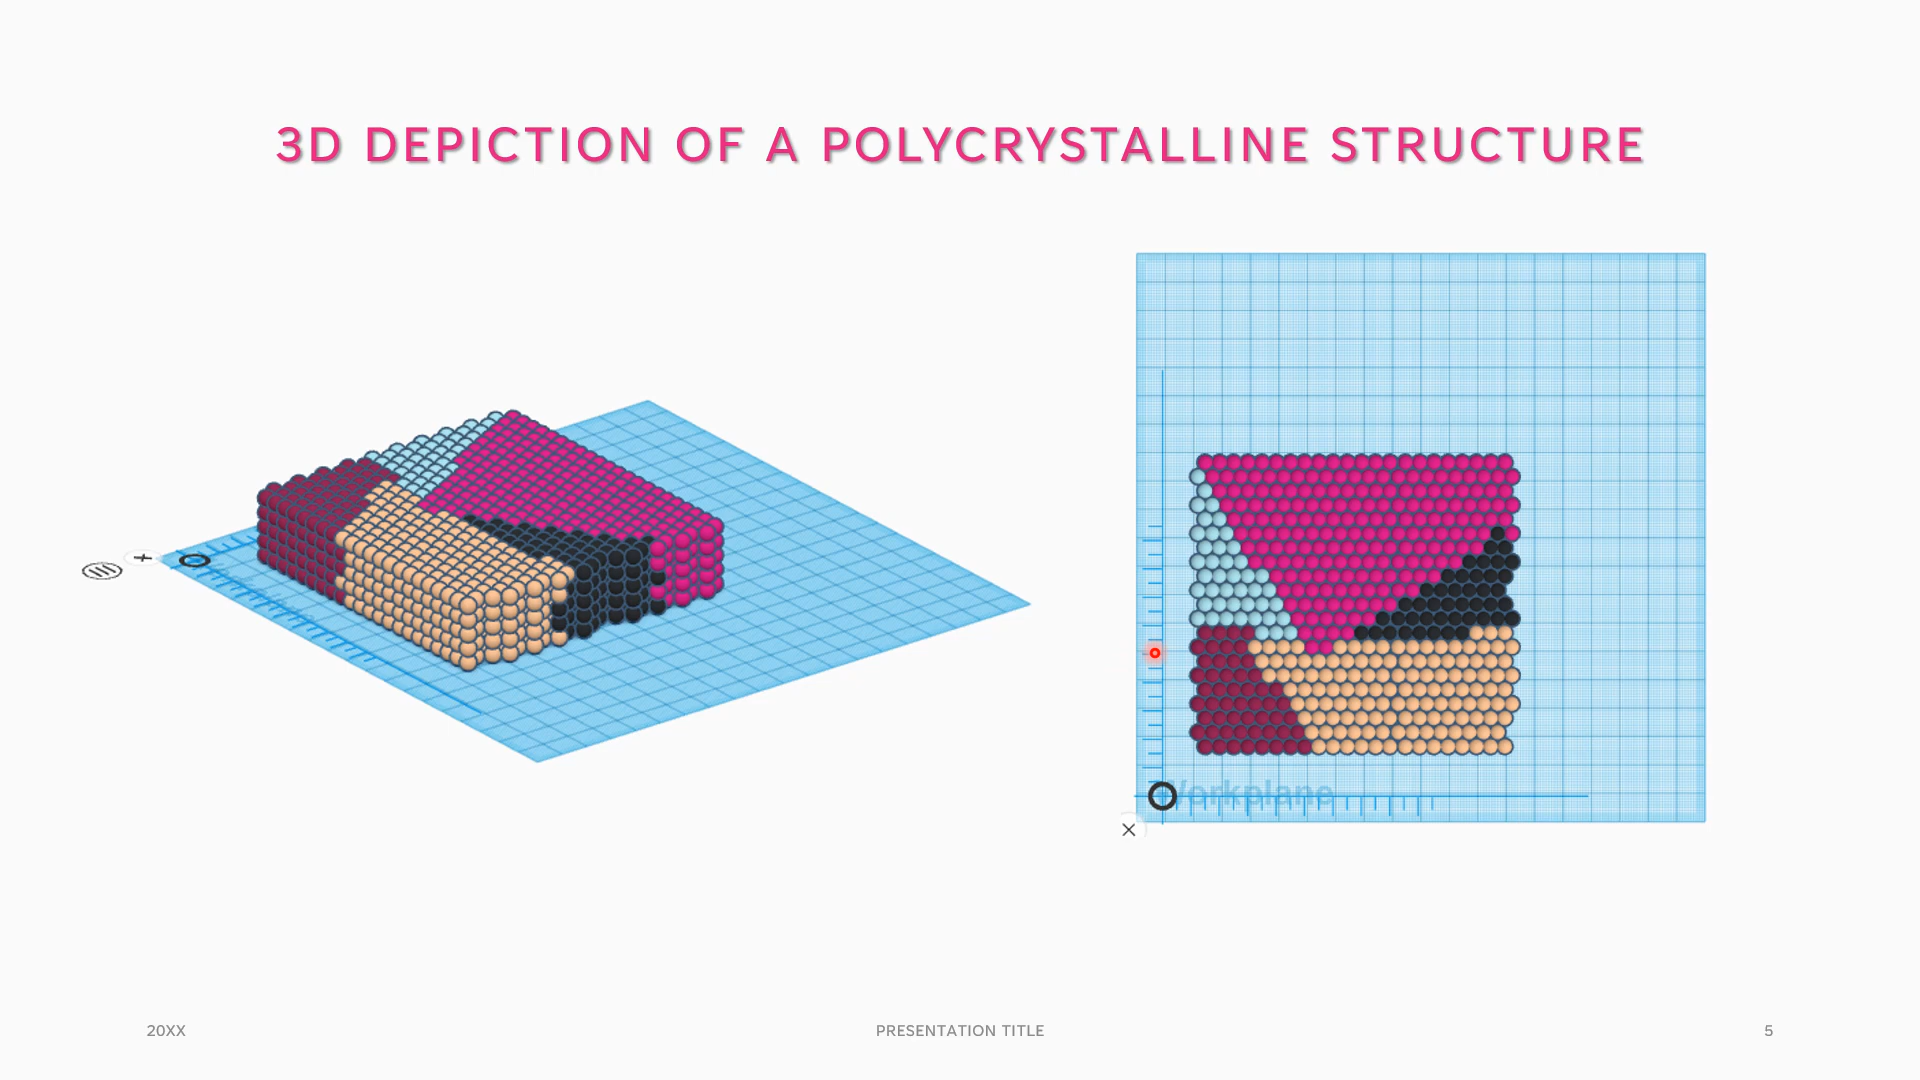 3D DEPICTION OF A POLYCRYSTALLINE STRUCTURE
Workplane
20XX
PRESENTATION TITLE
5